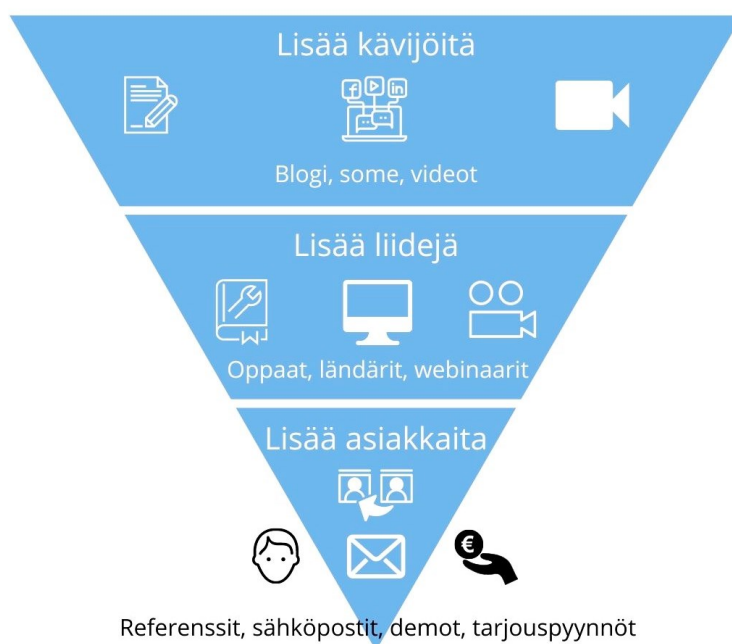 Lisää kävijöitä
Blogi, some, videot
Lisää liidejä
Oppaat, ländärit, webinaarit
Lisää asiakkaita
Referenssit, sähköpostit, demot, tarjouspyynnöt